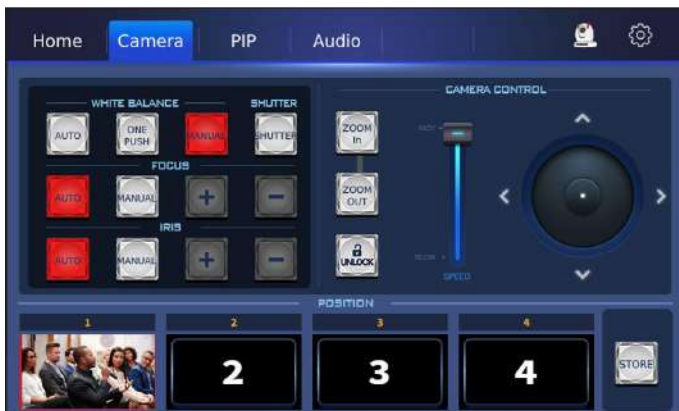 Home Camera PIP Audio
WHITE BALANCE SHUTTER
AUTO ONE PUSH MANUAL SHUTTER
FOCUS
AUTO MANUAL + −
IRIS
AUTO MANUAL + −
CAMERA CONTROL
ZOOM
In
ZOOM
OUT
UNLOCK
SPEED
POSITION
1 2 3 4
2 3 4
STORE